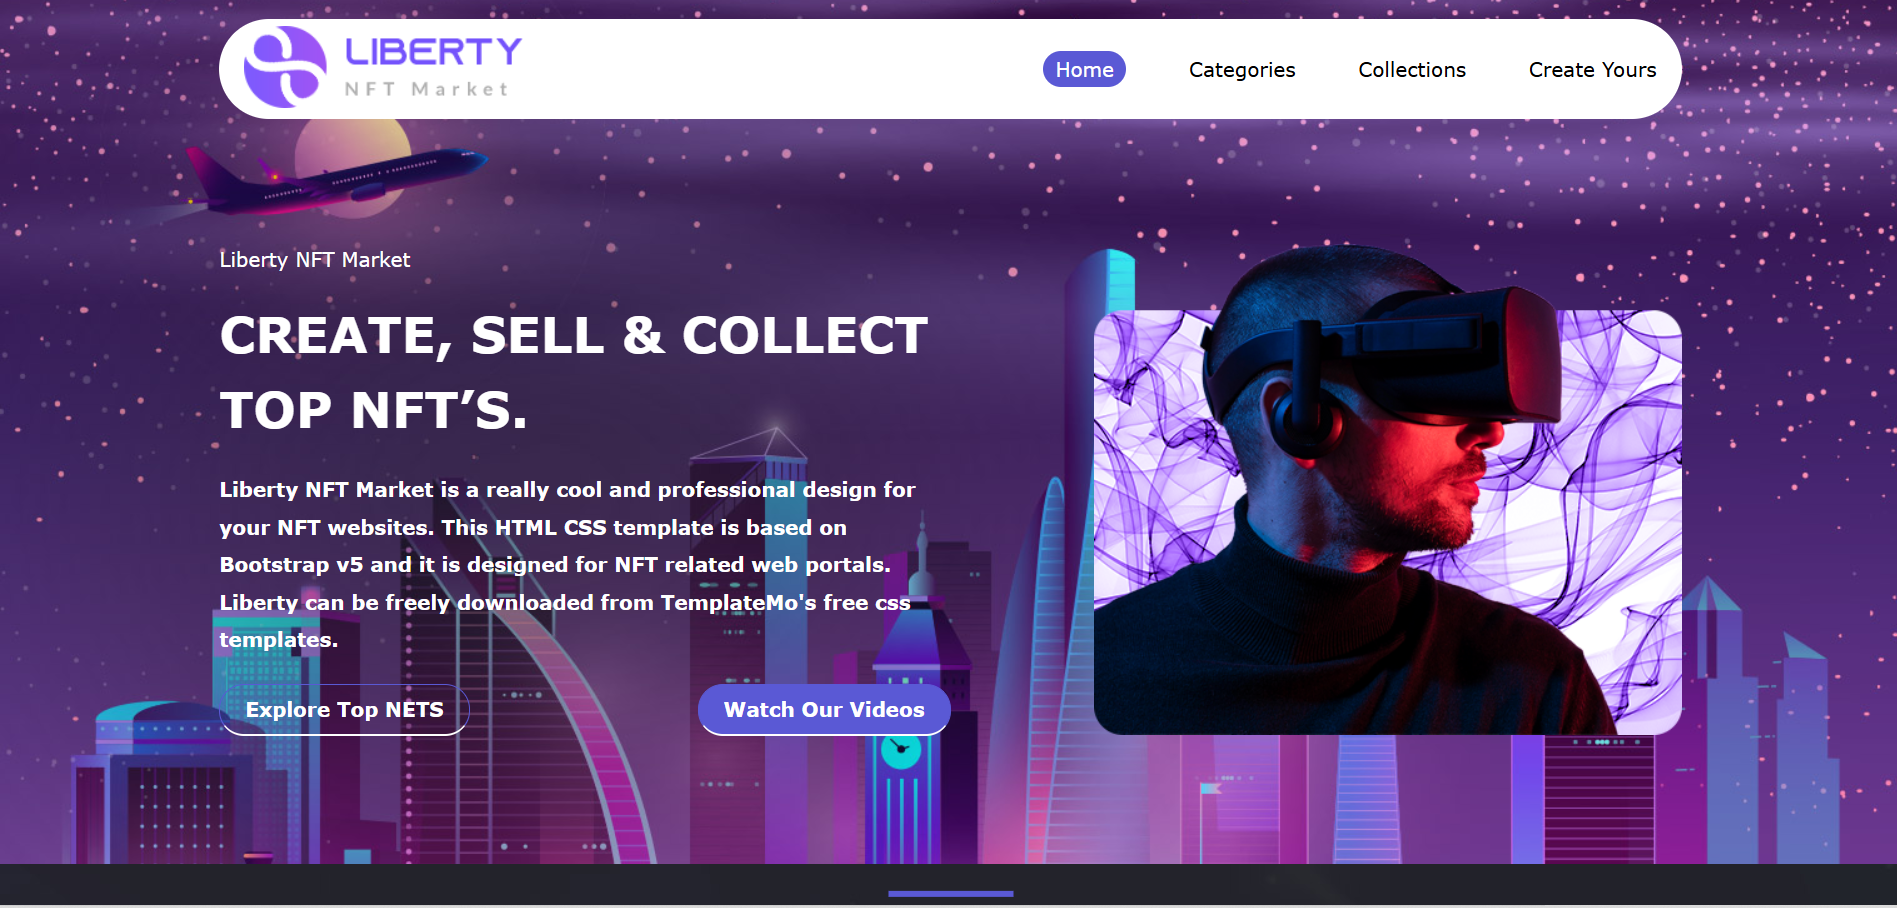 LIBERTY
NFT Market
Home
Categories
Collections
Create Yours
Liberty NFT Market
CREATE, SELL & COLLECT
TOP NFT’S.
Liberty NFT Market is a really cool and professional design for
your NFT websites. This HTML CSS template is based on
Bootstrap v5 and it is designed for NFT related web portals.
Liberty can be freely downloaded from TemplateMo's free css
templates.
Explore Top NETS
Watch Our Videos